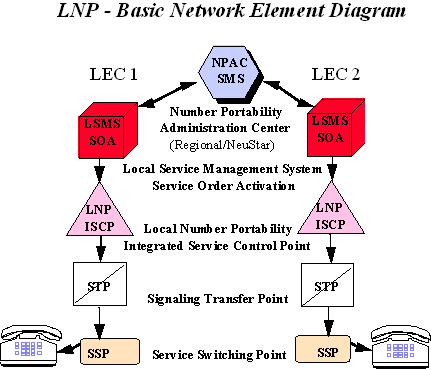 LNP - Basic Network Element Diagram
NPAC
SMS
LEC 1
LEC 2
Number Portability
Administration Center
(Regional/NeuStar)
LSMS
SOA
LSMS
SOA
Local Service Management System
Service Order Activation
LNP
ISCP
LNP
ISCP
Local Number Portability
Integrated Service Control Point
STP
STP
Signaling Transfer Point
SSP
SSP
Service Switching Point